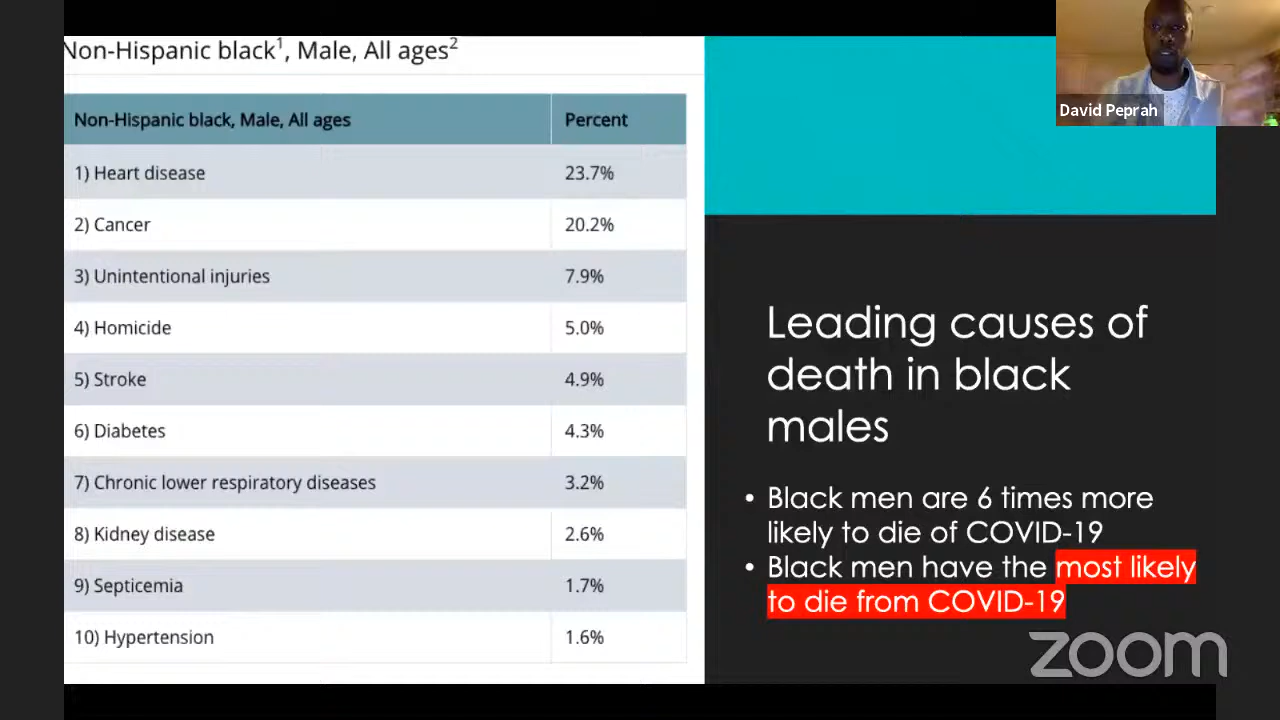 Non-Hispanic black¹, Male, All ages²
Non-Hispanic black, Male, All ages Percent
1) Heart disease 23.7%
2) Cancer 20.2%
3) Unintentional injuries 7.9%
4) Homicide 5.0%
5) Stroke 4.9%
6) Diabetes 4.3%
7) Chronic lower respiratory diseases 3.2%
8) Kidney disease 2.6%
9) Septicemia 1.7%
10) Hypertension 1.6%
David Peprah
Leading causes of
death in black
males
• Black men are 6 times more
likely to die of COVID-19
• Black men have the most likely
to die from COVID-19
zoom